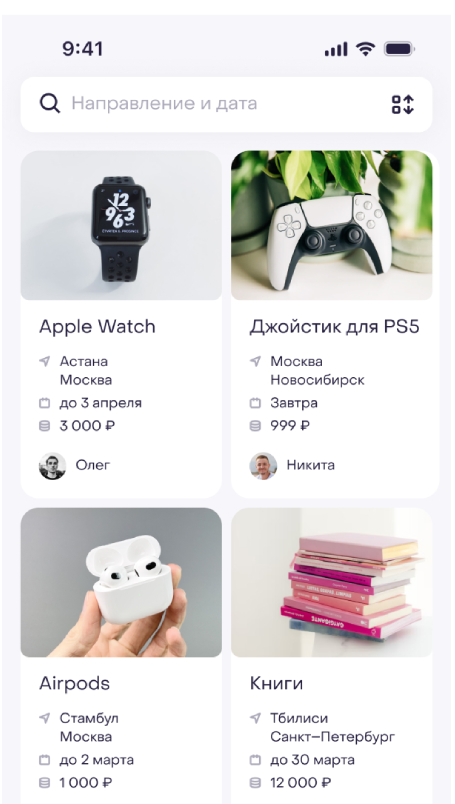 9:41
Направление и дата
Apple Watch
Астана
Москва
до 3 апреля
3 000 ₽
Олег
Джойстик для PS5
Москва
Новосибирск
Завтра
999 ₽
Никита
Airpods
Стамбул
Москва
до 2 марта
1 000 ₽
Книги
Тбилиси
Санкт–Петербург
до 30 марта
12 000 ₽